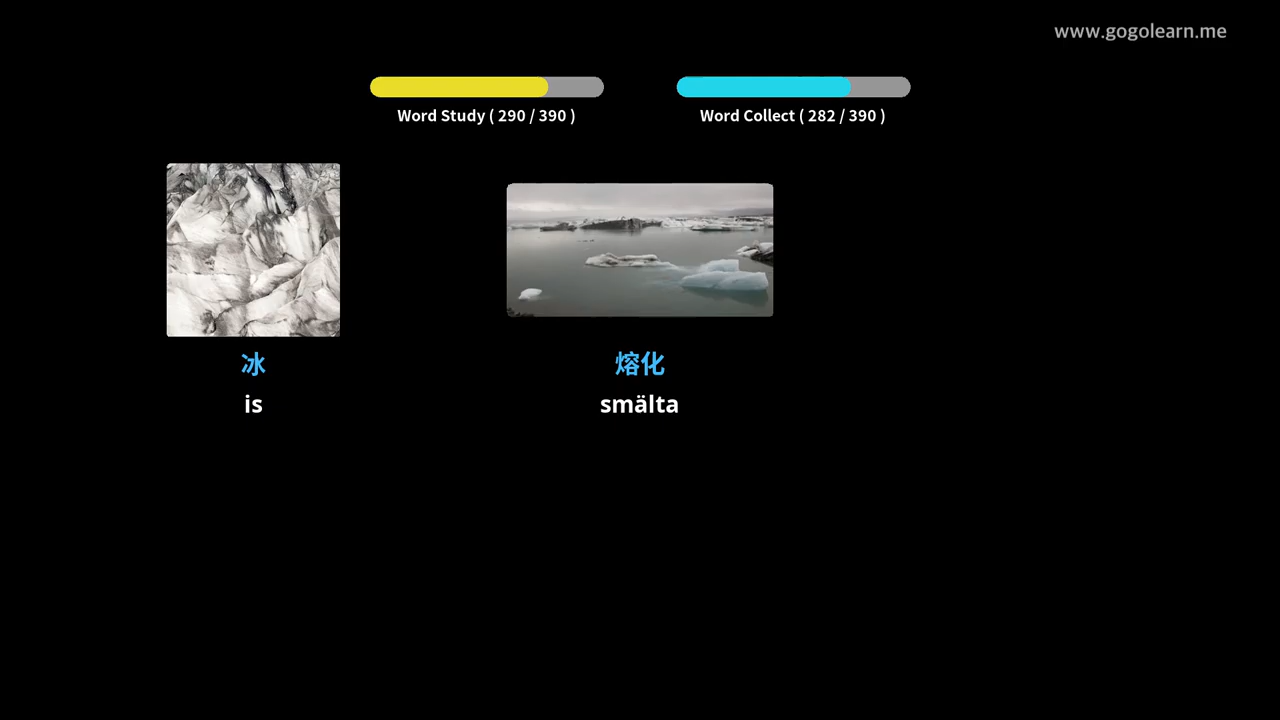 www.gogolearn.me
Word Study ( 290 / 390 )
Word Collect ( 282 / 390 )
冰
is
熔化
smälta